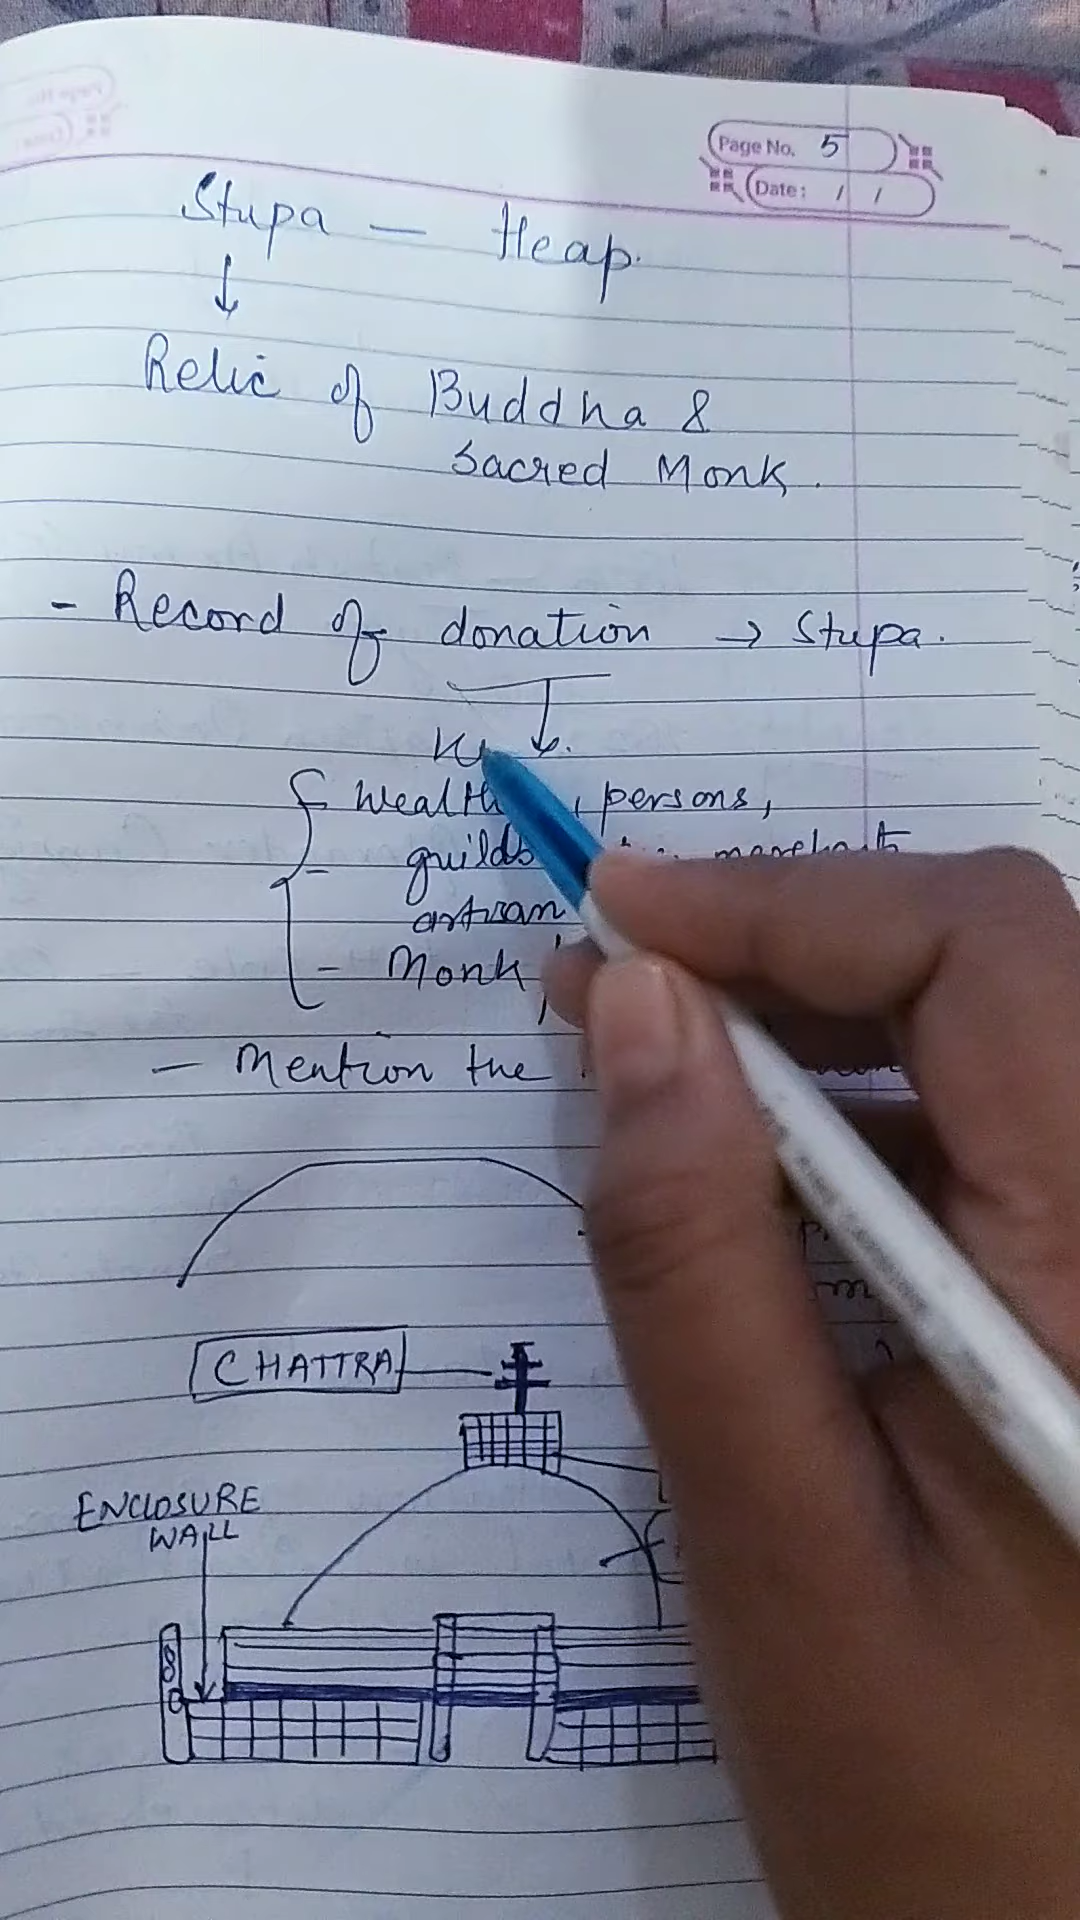 Page No. 5
Date: / /
Stupa — Heap.
↓
Relic of Buddha &
Sacred Monk.
- Record of donation → Stupa.
↓
persons,
- guilds
artisan
- Monk,
- Mention the
CHATTRA
ENCLOSURE
WALL